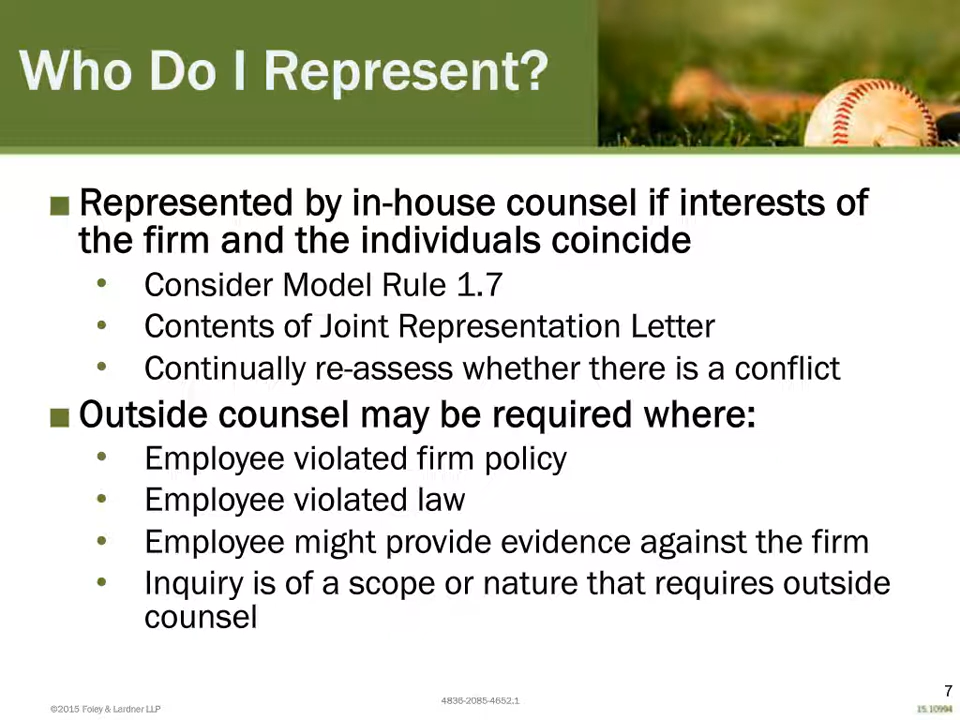 Who Do I Represent?
■ Represented by in-house counsel if interests of
the firm and the individuals coincide
• Consider Model Rule 1.7
• Contents of Joint Representation Letter
• Continually re-assess whether there is a conflict
■ Outside counsel may be required where:
• Employee violated firm policy
• Employee violated law
• Employee might provide evidence against the firm
• Inquiry is of a scope or nature that requires outside
counsel
7
©2015 Foley & Lardner LLP
4836-2085-4652.1
15.10994